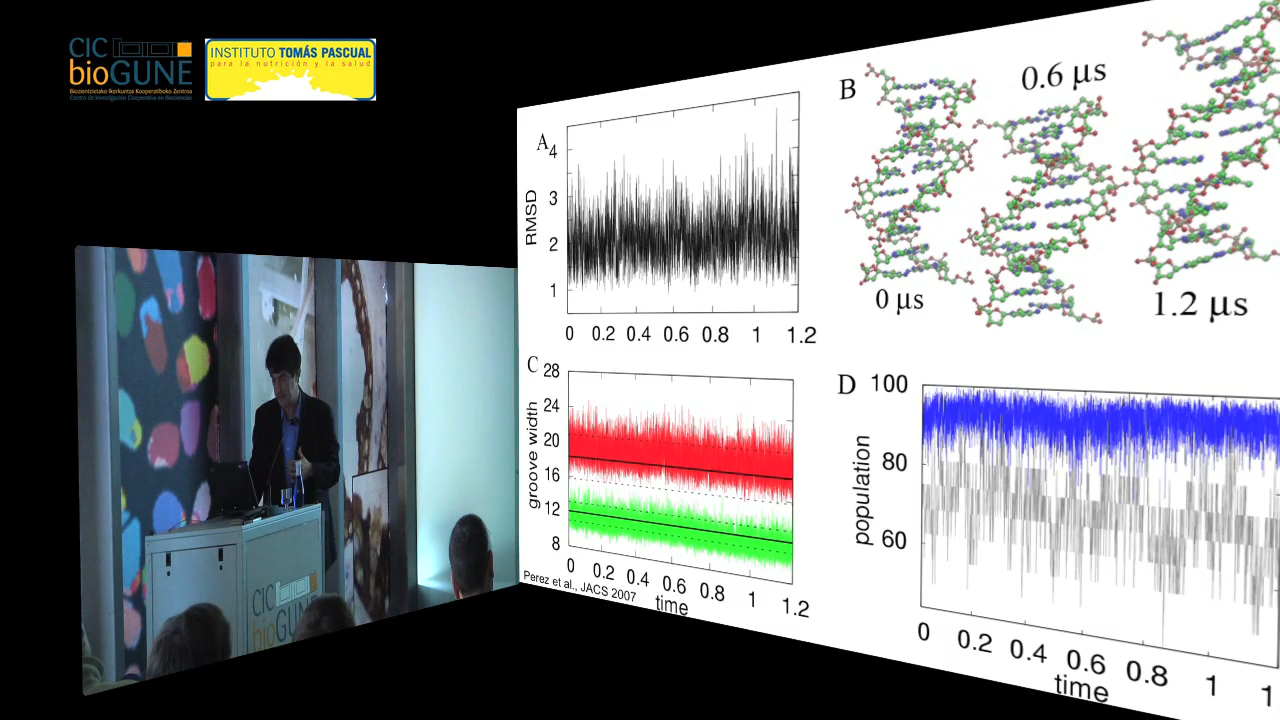 CIC
bioGUNE
Biozientzietako Ikerkuntza Kooperatiboko Zentroa
Centro de Investigación Cooperativa en Biociencias
INSTITUTO TOMÁS PASCUAL
para la nutrición y la salud
A
RMSD
4
3
2
1
0 0.2 0.4 0.6 0.8 1 1.2
B
0.6 µs
0 µs
1.2 µs
C
groove width
28
24
20
16
12
8
0 0.2 0.4 0.6 0.8 1 1.2
Perez et al., JACS 2007
time
D
population
100
80
60
0 0.2 0.4 0.6 0.8 1 1
time
CIC
bioGU